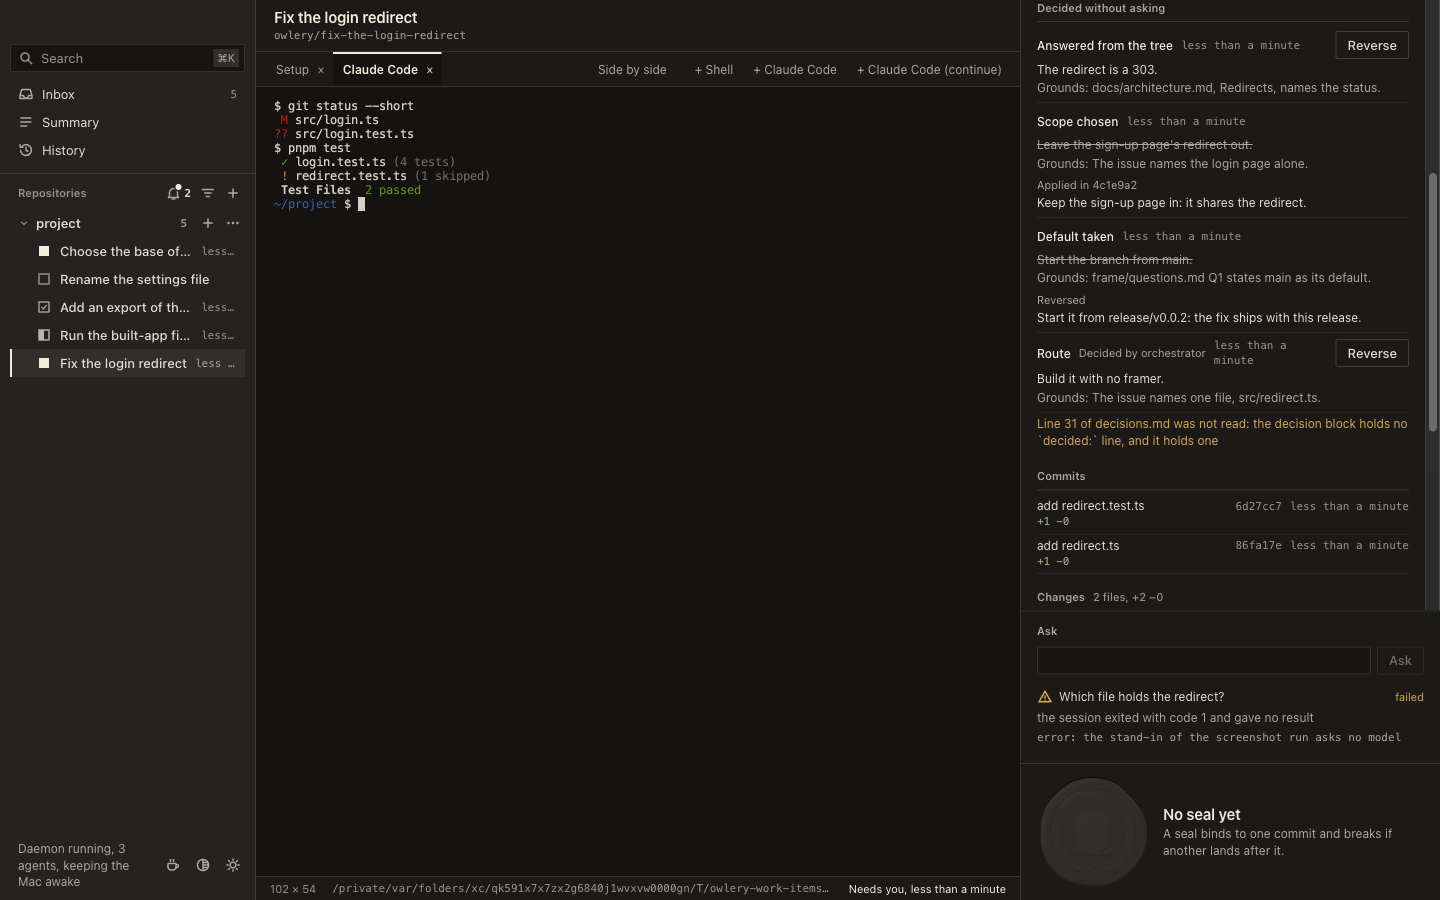 Search ⌘K
Inbox 5
Summary
History
Repositories 2
project 5
Choose the base of... less...
Rename the settings file
Add an export of th... less...
Run the built-app fi... less...
Fix the login redirect less ...
Daemon running, 3
agents, keeping the
Mac awake
Fix the login redirect
owlery/fix-the-login-redirect
Setup × Claude Code × Side by side + Shell + Claude Code + Claude Code (continue)
$ git status --short
M src/login.ts
?? src/login.test.ts
$ pnpm test
✓ login.test.ts (4 tests)
! redirect.test.ts (1 skipped)
Test Files 2 passed
~/project $
102 × 54 /private/var/folders/xc/qk591x7x7zx2g6840j1wvxvw0000gn/T/owlery-work-items… Needs you, less than a minute
Decided without asking
Answered from the tree less than a minute Reverse
The redirect is a 303.
Grounds: docs/architecture.md, Redirects, names the status.
Scope chosen less than a minute
Leave the sign-up page's redirect out.
Grounds: The issue names the login page alone.
Applied in 4c1e9a2
Keep the sign-up page in: it shares the redirect.
Default taken less than a minute
Start the branch from main.
Grounds: frame/questions.md Q1 states main as its default.
Reversed
Start it from release/v0.0.2: the fix ships with this release.
Route Decided by orchestrator less than a minute Reverse
Build it with no framer.
Grounds: The issue names one file, src/redirect.ts.
Line 31 of decisions.md was not read: the decision block holds no
`decided:` line, and it holds one
Commits
add redirect.test.ts 6d27cc7 less than a minute
+1 −0
add redirect.ts 86fa17e less than a minute
+1 −0
Changes 2 files, +2 −0
Ask
Ask
Which file holds the redirect? failed
the session exited with code 1 and gave no result
error: the stand-in of the screenshot run asks no model
No seal yet
A seal binds to one commit and breaks if
another lands after it.